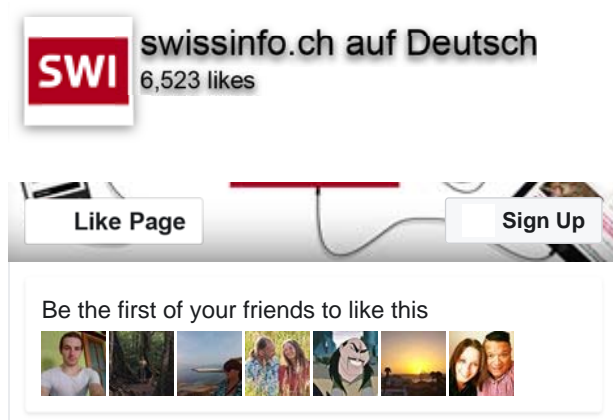 SWI
swissinfo.ch auf Deutsch
6,523 likes
Like Page
Sign Up
Be the first of your friends to like this